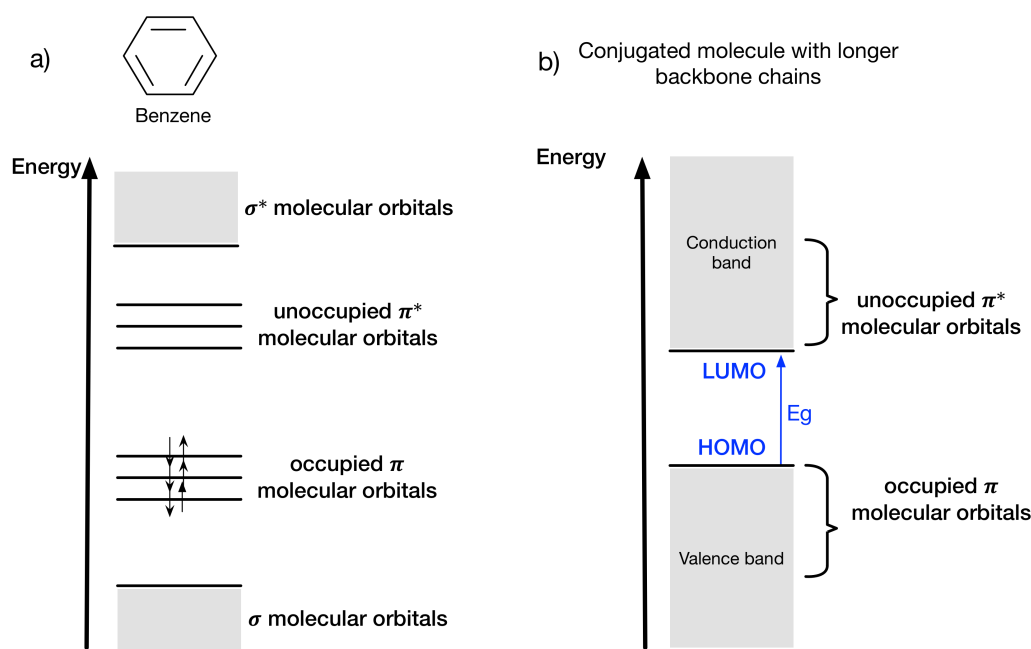 a)
Benzene
Energy
σ* molecular orbitals
unoccupied π*
molecular orbitals
occupied π
molecular orbitals
σ molecular orbitals
b)
Conjugated molecule with longer
backbone chains
Energy
Conduction
band
unoccupied π*
molecular orbitals
LUMO
Eg
HOMO
occupied π
molecular orbitals
Valence band